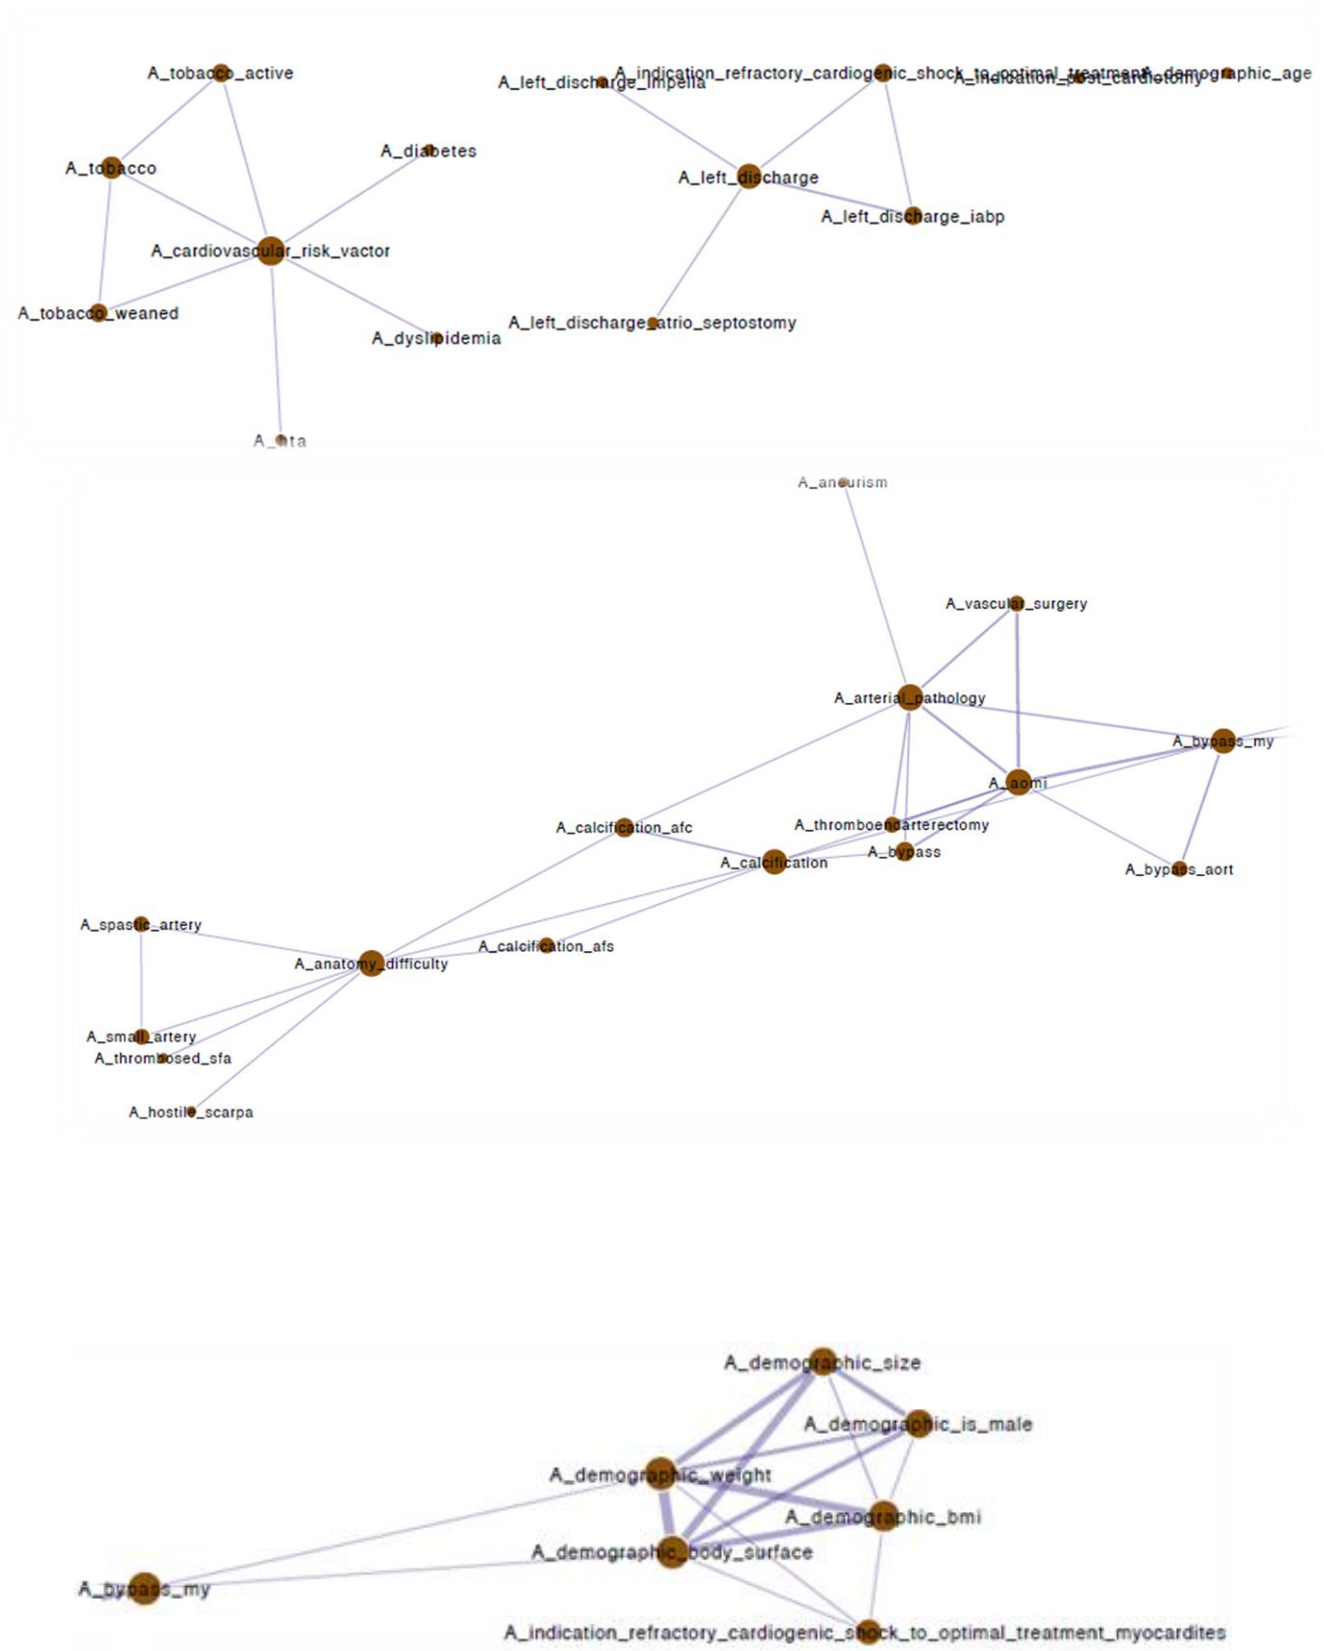 A_tobacco_active
A_left_discharge_impella
A_indication_refractory_cardiogenic_shock_to_optimal_treatment
A_indication_post_cardiotomy
A_demographic_age
A_diabetes
A_tobacco
A_left_discharge
A_left_discharge_iabp
A_cardiovascular_risk_vactor
A_tobacco_weaned
A_left_discharge_atrio_septostomy
A_dyslipidemia
A_hta
A_aneurism
A_vascular_surgery
A_arterial_pathology
A_bypass_my
A_aomi
A_calcification_afc
A_thromboendarterectomy
A_bypass
A_calcification
A_bypass_aort
A_spastic_artery
A_calcification_afs
A_anatomy_difficulty
A_small_artery
A_thrombosed_sfa
A_hostile_scarpa
A_demographic_size
A_demographic_is_male
A_demographic_weight
A_demographic_bmi
A_demographic_body_surface
A_bypass_my
A_indication_refractory_cardiogenic_shock_to_optimal_treatment_myocardites